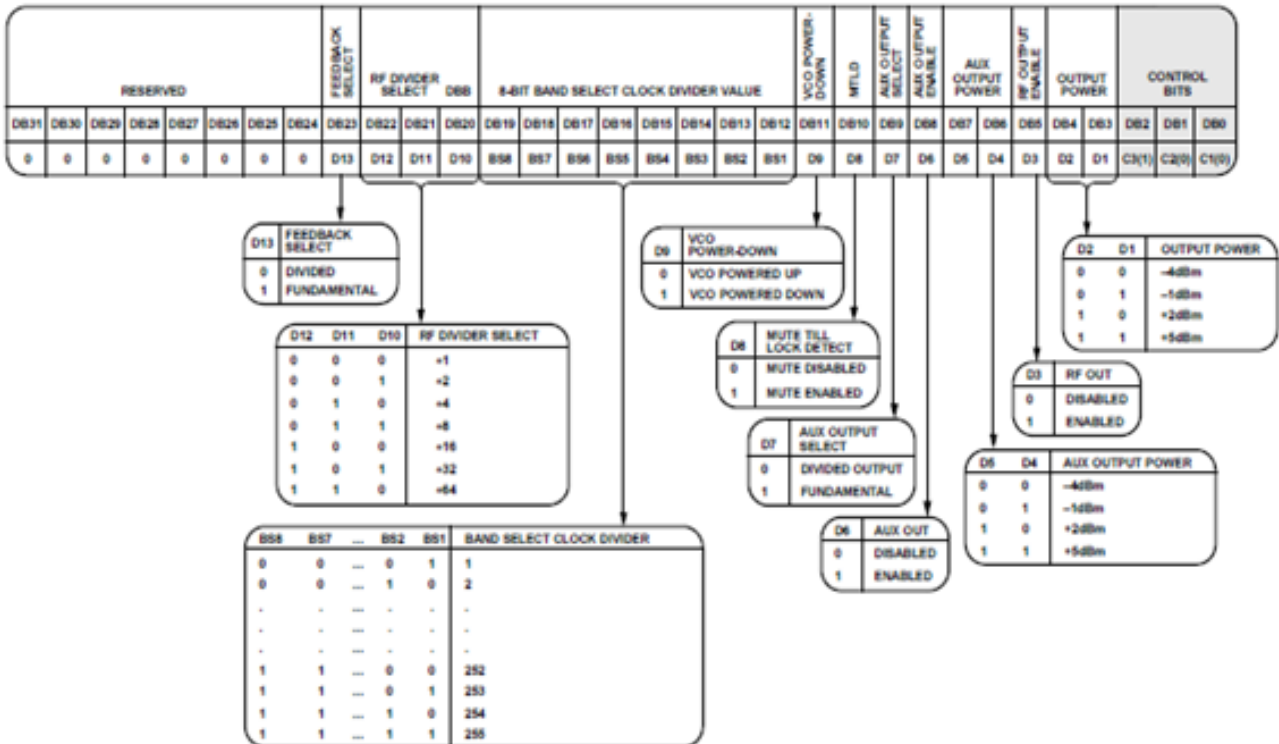 RESERVED
FEEDBACK SELECT
RF DIVIDER SELECT
DBB
8-BIT BAND SELECT CLOCK DIVIDER VALUE
VCO POWER-DOWN
MTLD
AUX OUTPUT SELECT
AUX OUTPUT ENABLE
AUX OUTPUT POWER
RF OUTPUT ENABLE
OUTPUT POWER
CONTROL BITS
DB31 DB30 DB29 DB28 DB27 DB26 DB25 DB24 DB23 DB22 DB21 DB20 DB19 DB18 DB17 DB16 DB15 DB14 DB13 DB12 DB11 DB10 DB9 DB8 DB7 DB6 DB5 DB4 DB3 DB2 DB1 DB0
0 0 0 0 0 0 0 0 D13 D12 D11 D10 BS8 BS7 BS6 BS5 BS4 BS3 BS2 BS1 D9 D8 D7 D6 D5 D4 D3 D2 D1 C3(1) C2(0) C1(0)
D13 FEEDBACK SELECT
0 DIVIDED
1 FUNDAMENTAL
D12 D11 D10 RF DIVIDER SELECT
0 0 0 ÷1
0 0 1 ÷2
0 1 0 ÷4
0 1 1 ÷8
1 0 0 ÷16
1 0 1 ÷32
1 1 0 ÷64
BS8 BS7 ... BS2 BS1 BAND SELECT CLOCK DIVIDER
0 0 ... 0 1 1
0 0 ... 1 0 2
. . ... . . .
. . ... . . .
. . ... . . .
1 1 ... 0 0 252
1 1 ... 0 1 253
1 1 ... 1 0 254
1 1 ... 1 1 255
D9 VCO POWER-DOWN
0 VCO POWERED UP
1 VCO POWERED DOWN
D8 MUTE TILL LOCK DETECT
0 MUTE DISABLED
1 MUTE ENABLED
D7 AUX OUTPUT SELECT
0 DIVIDED OUTPUT
1 FUNDAMENTAL
D6 AUX OUT
0 DISABLED
1 ENABLED
D5 D4 AUX OUTPUT POWER
0 0 –4dBm
0 1 –1dBm
1 0 +2dBm
1 1 +5dBm
D3 RF OUT
0 DISABLED
1 ENABLED
D2 D1 OUTPUT POWER
0 0 –4dBm
0 1 –1dBm
1 0 +2dBm
1 1 +5dBm